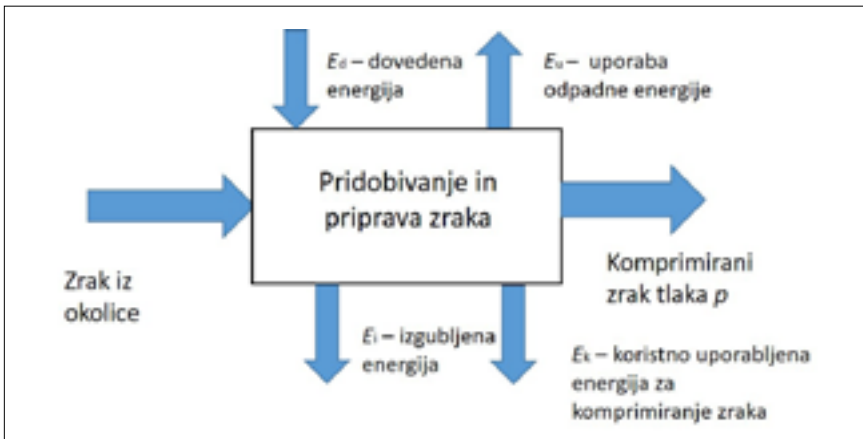 Ed – dovedena
energija
Eu – uporaba
odpadne energije
Pridobivanje in
priprava zraka
Zrak iz
okolice
Komprimirani
zrak tlaka p
Ei – izgubljena
energija
Ek – koristno uporabljena
energija za
komprimiranje zraka